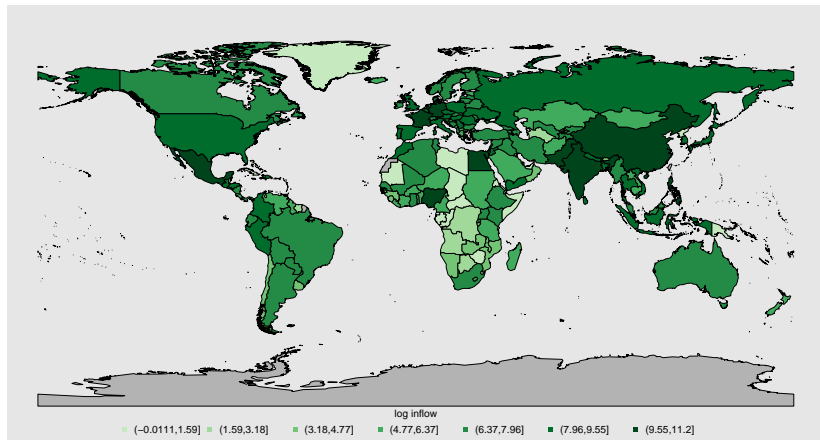 log inflow
(−0.0111,1.59] (1.59,3.18] (3.18,4.77] (4.77,6.37] (6.37,7.96] (7.96,9.55] (9.55,11.2]